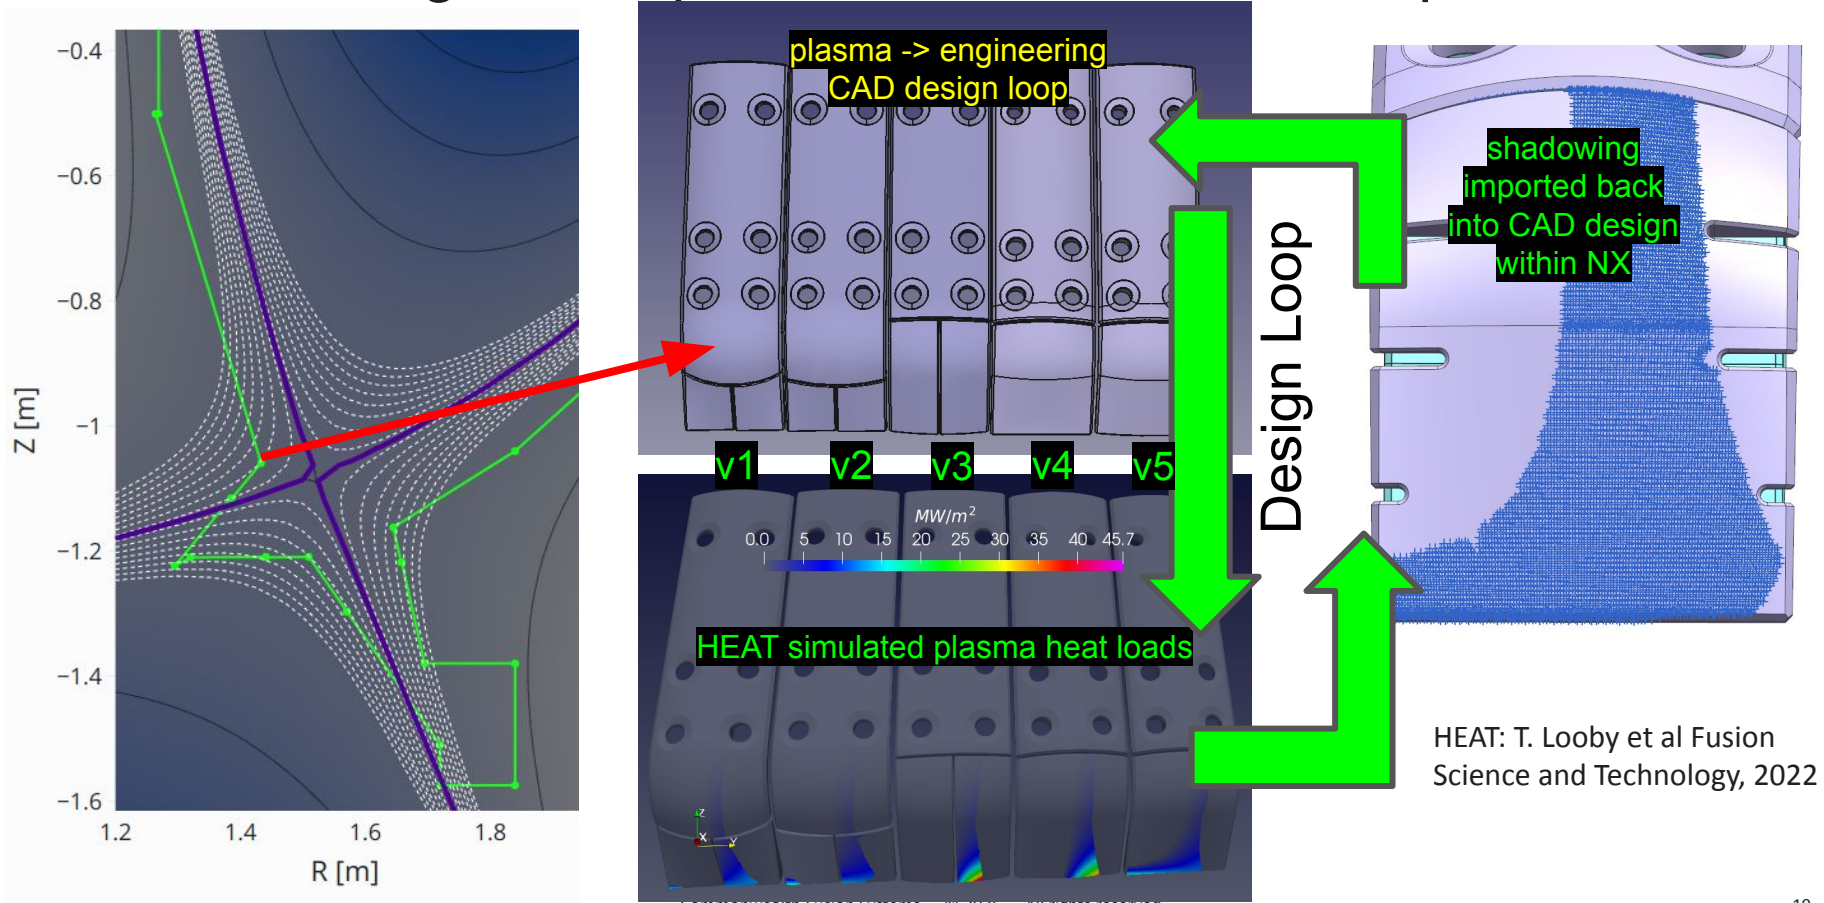 −0.4
−0.6
−0.8
−1
−1.2
−1.4
−1.6
Z [m]
1.2
1.4
1.6
1.8
R [m]
plasma -> engineering
CAD design loop
v1
v2
v3
v4
v5
MW/m²
0.0
5
10
15
20
25
30
35
40
45.7
HEAT simulated plasma heat loads
Z
X
Y
Design Loop
shadowing
imported back
into CAD design
within NX
HEAT: T. Looby et al Fusion
Science and Technology, 2022